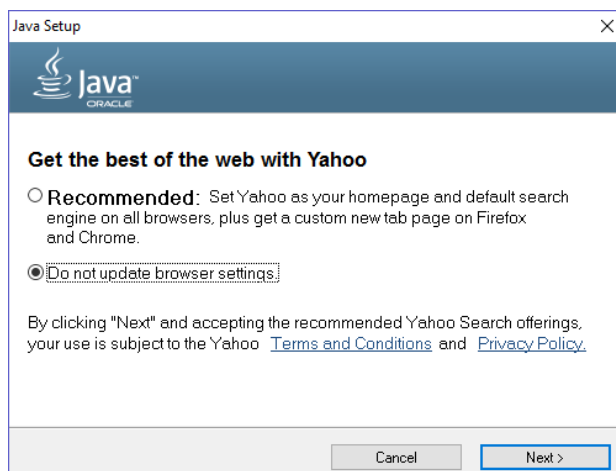 Java Setup
Java™
ORACLE
Get the best of the web with Yahoo
Recommended: Set Yahoo as your homepage and default search
engine on all browsers, plus get a custom new tab page on Firefox
and Chrome.
Do not update browser settings.
By clicking "Next" and accepting the recommended Yahoo Search offerings,
your use is subject to the Yahoo Terms and Conditions and Privacy Policy.
Cancel Next >